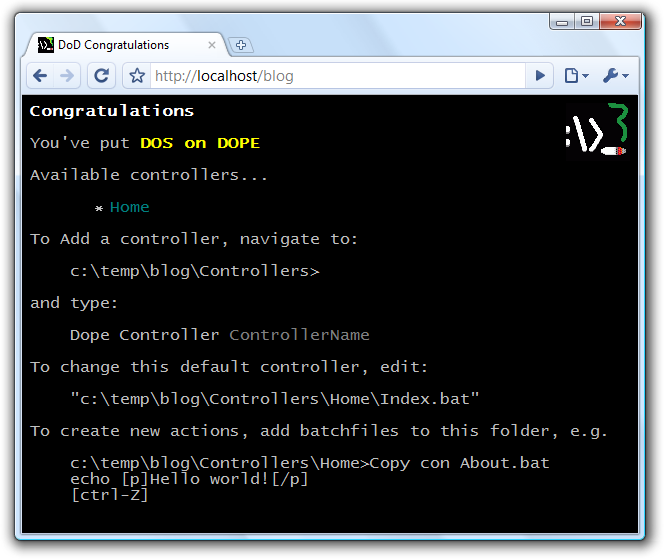 DoD Congratulations
http://localhost/blog
Congratulations
You've put DOS on DOPE
Available controllers...
* Home
To Add a controller, navigate to:
c:\temp\blog\Controllers>
and type:
Dope Controller ControllerName
To change this default controller, edit:
"c:\temp\blog\Controllers\Home\Index.bat"
To create new actions, add batchfiles to this folder, e.g.
c:\temp\blog\Controllers\Home>Copy con About.bat
echo [p]Hello world![/p]
[ctrl-Z]